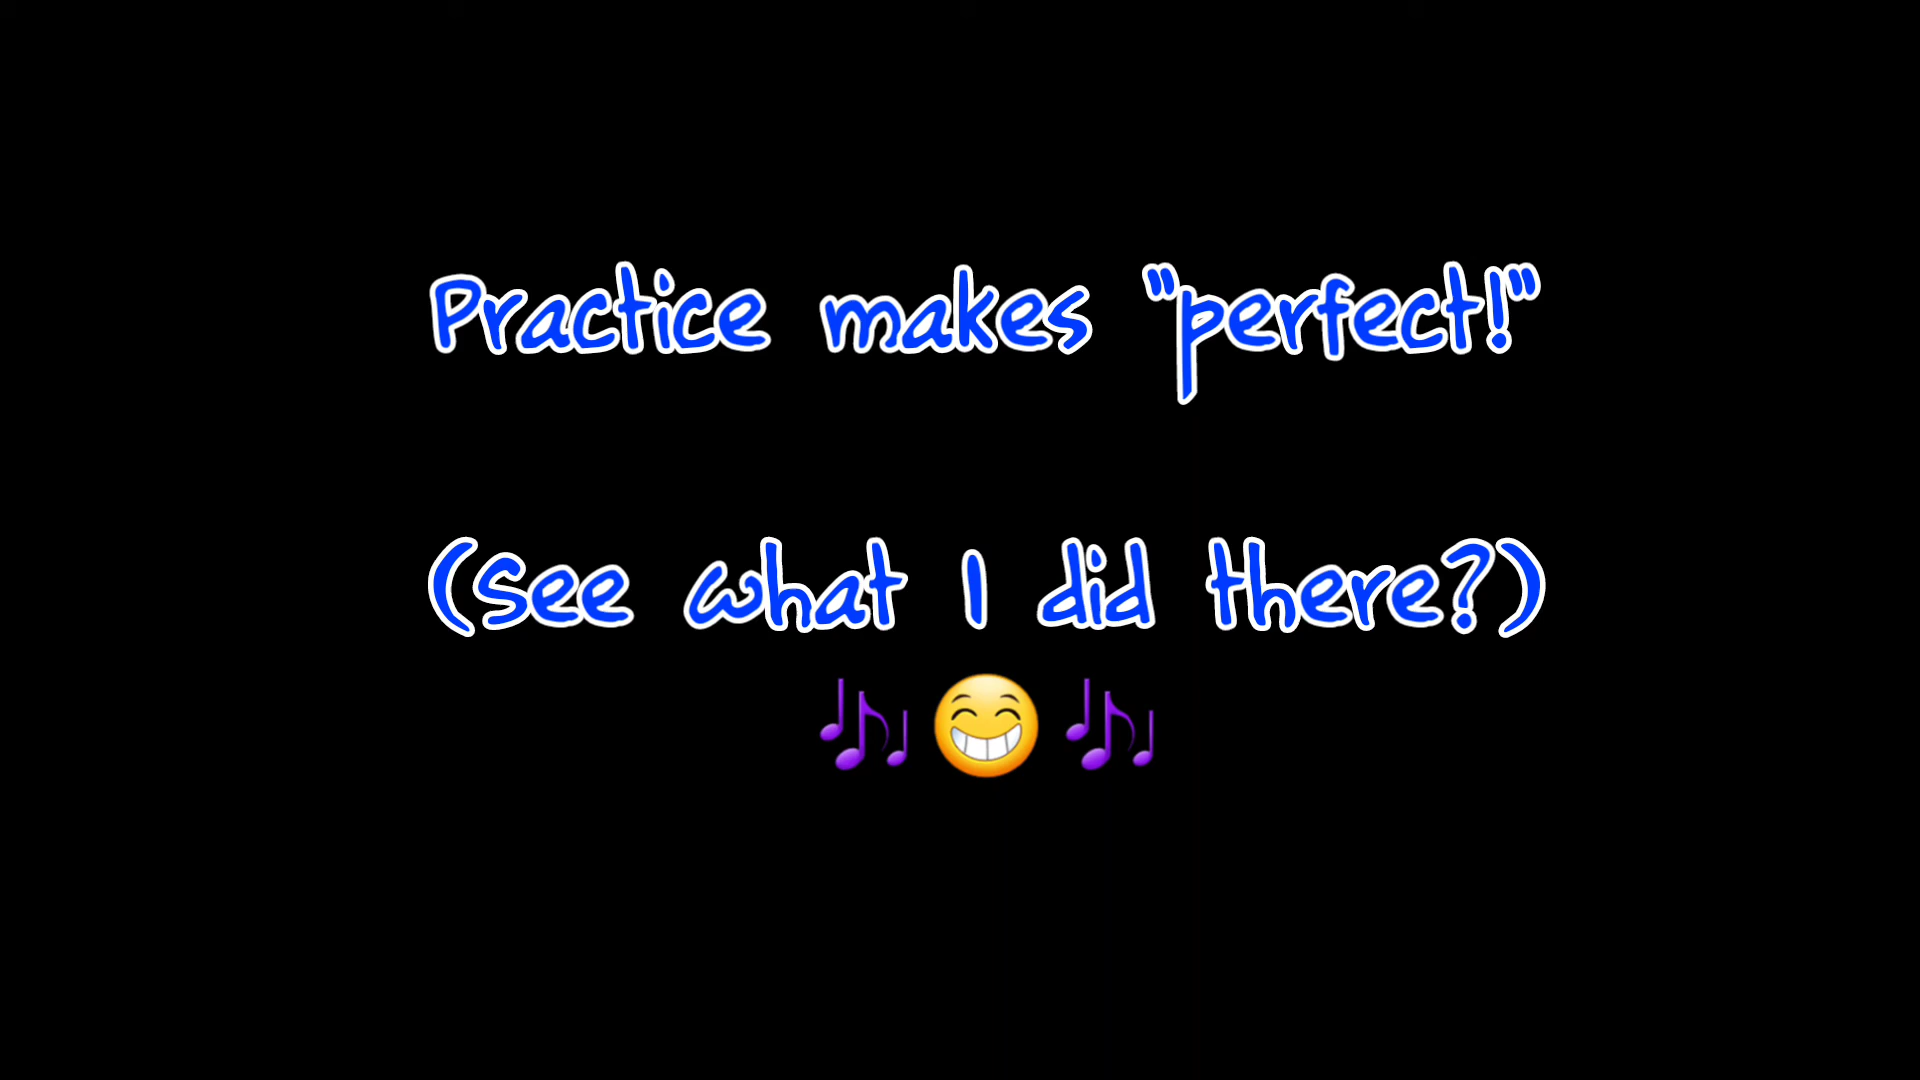 Practice makes "perfect!"
(See what I did there?)
🎶😁🎶